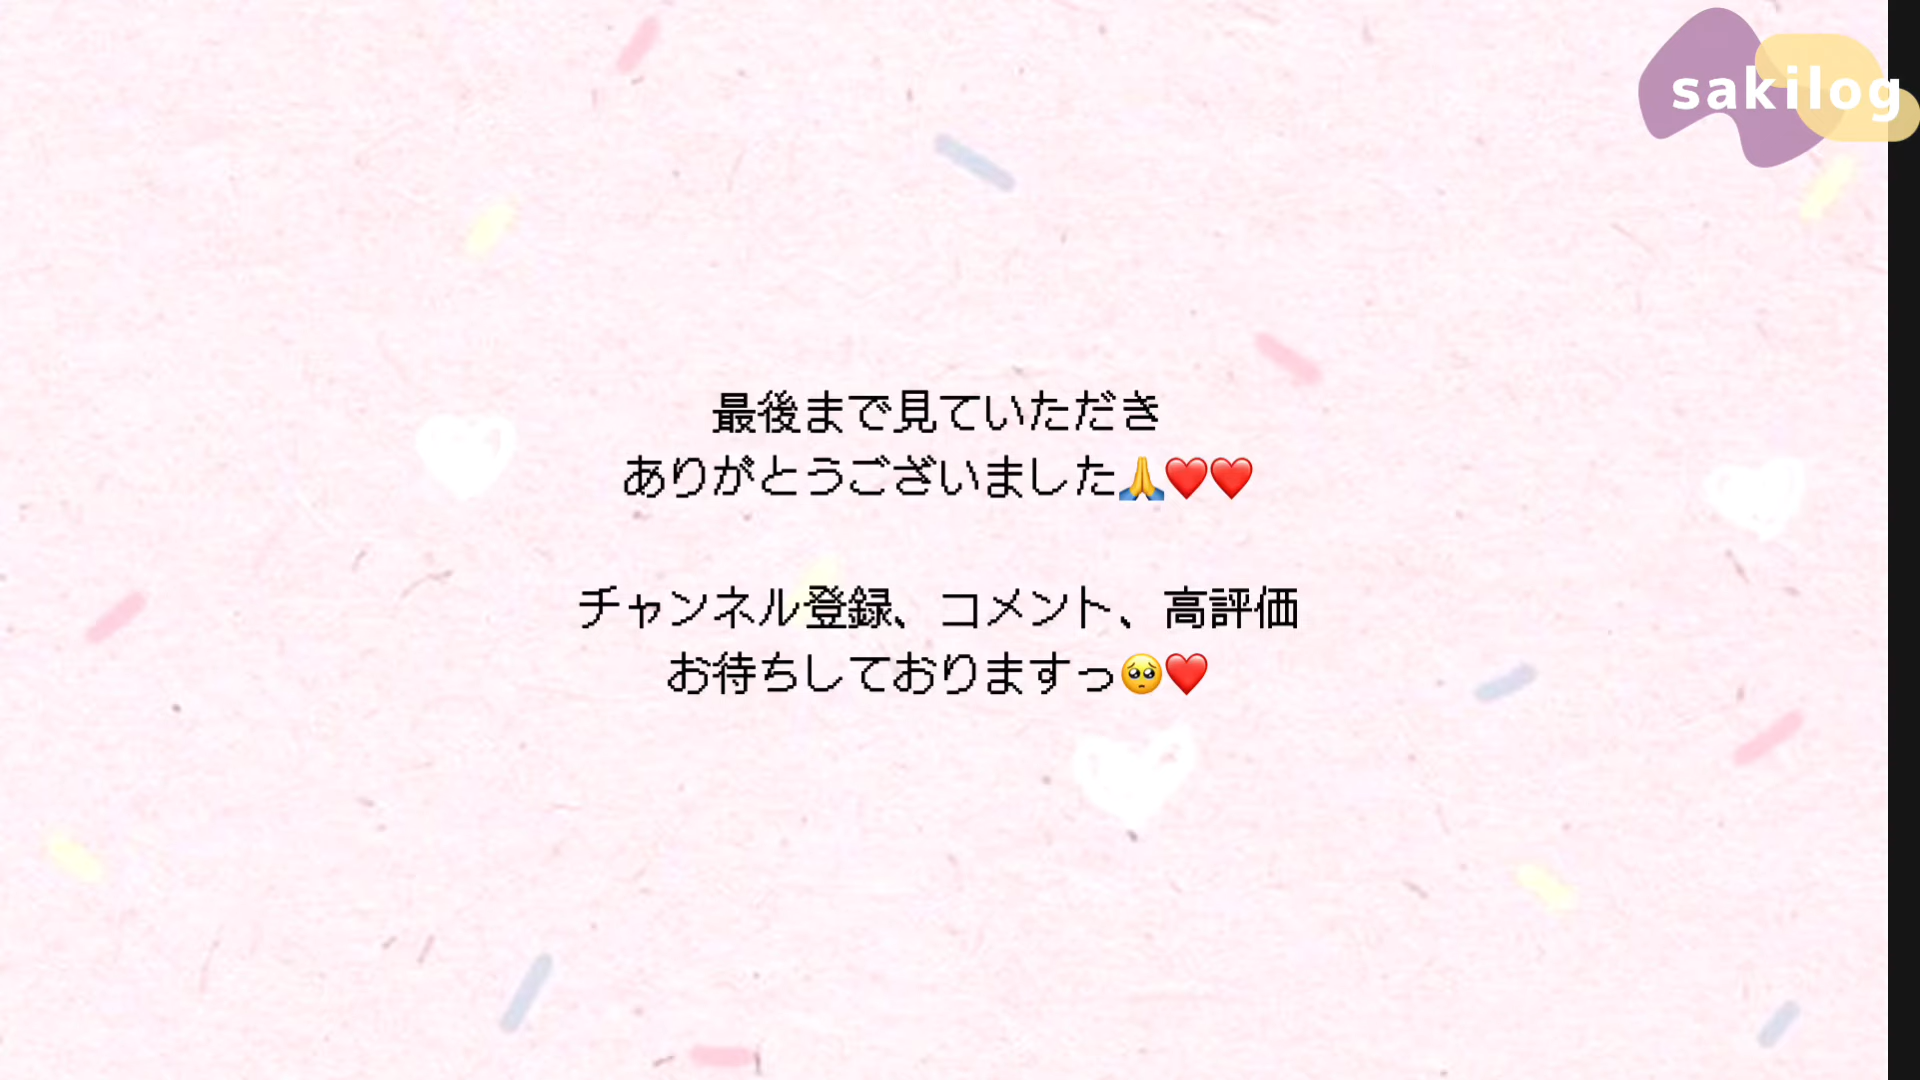 sakilog
最後まで見ていただき
ありがとうございました🙏❤️❤️
チャンネル登録、コメント、高評価
お待ちしておりますっ🥺❤️